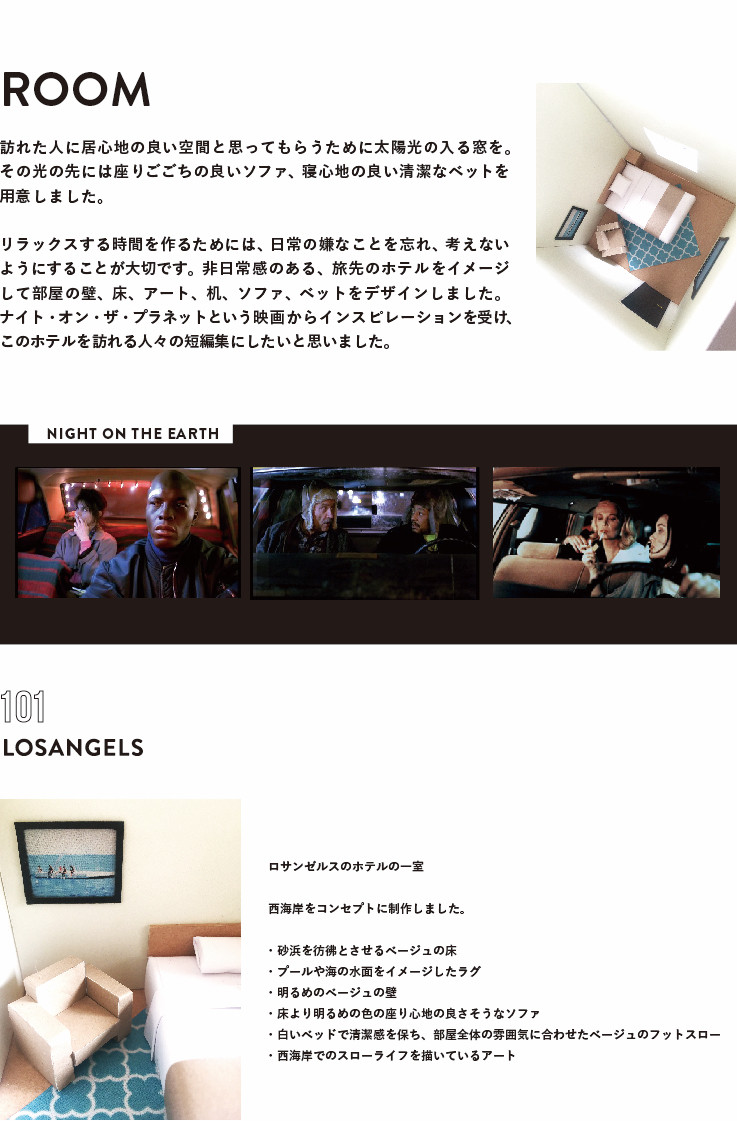 ROOM
訪れた人に居心地の良い空間と思ってもらうために太陽光の入る窓を。
その光の先には座りごごちの良いソファ、寝心地の良い清潔なベットを
用意しました。
リラックスする時間を作るためには、日常の嫌なことを忘れ、考えない
ようにすることが大切です。非日常感のある、旅先のホテルをイメージ
して部屋の壁、床、アート、机、ソファ、ベットをデザインしました。
ナイト・オン・ザ・プラネットという映画からインスピレーションを受け、
このホテルを訪れる人々の短編集にしたいと思いました。
NIGHT ON THE EARTH
101
LOSANGELS
ロサンゼルスのホテルの一室
西海岸をコンセプトに制作しました。
・砂浜を彷彿とさせるベージュの床
・プールや海の水面をイメージしたラグ
・明るめのベージュの壁
・床より明るめの色の座り心地の良さそうなソファ
・白いベッドで清潔感を保ち、部屋全体の雰囲気に合わせたベージュのフットスロー
・西海岸でのスローライフを描いているアート